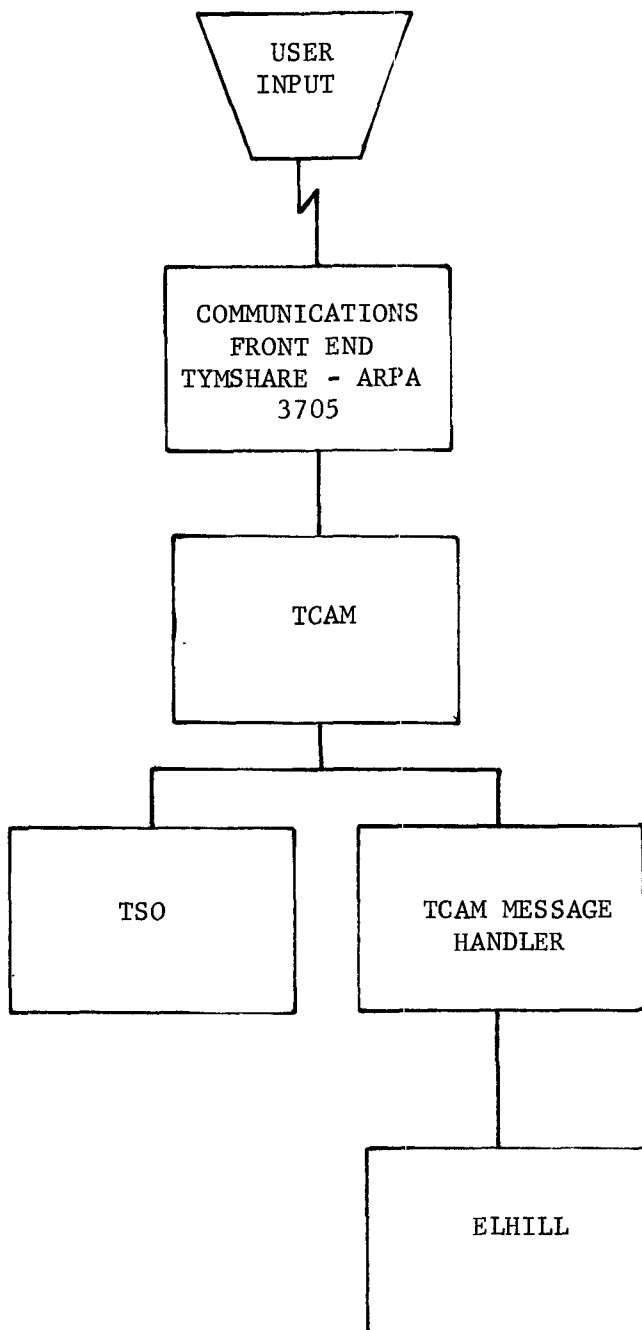 USER
INPUT
COMMUNICATIONS
FRONT END
TYMSHARE - ARPA
3705
TCAM
TSO
TCAM MESSAGE
HANDLER
ELHILL